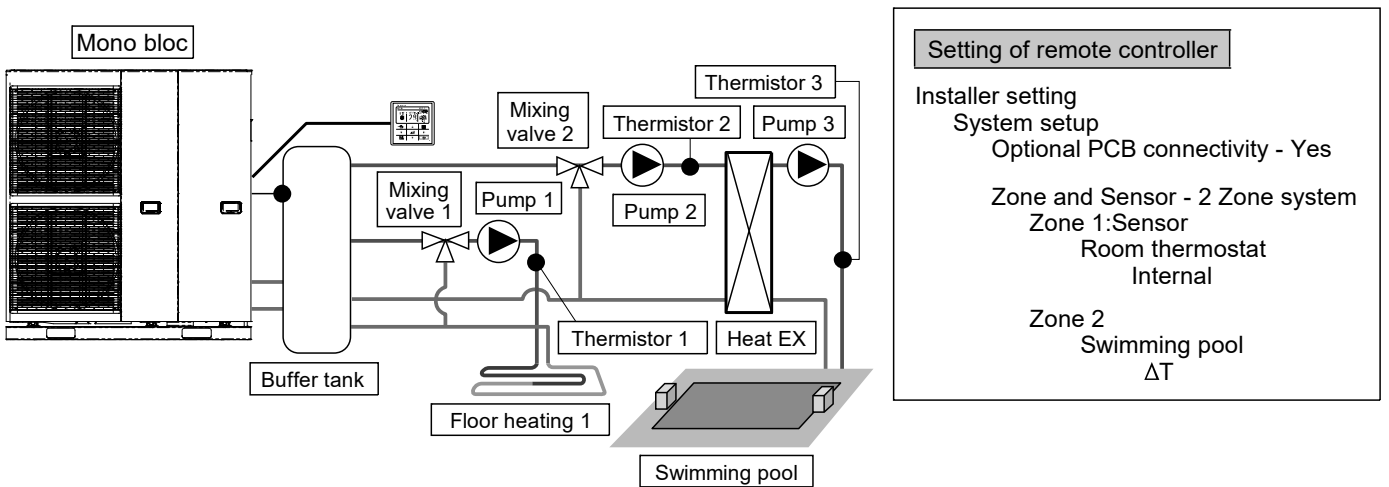 Mono bloc
Mixing
valve 2
Thermistor 2
Thermistor 3
Pump 3
Mixing
valve 1
Pump 1
Pump 2
Thermistor 1
Heat EX
Buffer tank
Floor heating 1
Swimming pool
Setting of remote controller
Installer setting
System setup
Optional PCB connectivity - Yes
Zone and Sensor - 2 Zone system
Zone 1:Sensor
Room thermostat
Internal
Zone 2
Swimming pool
ΔT